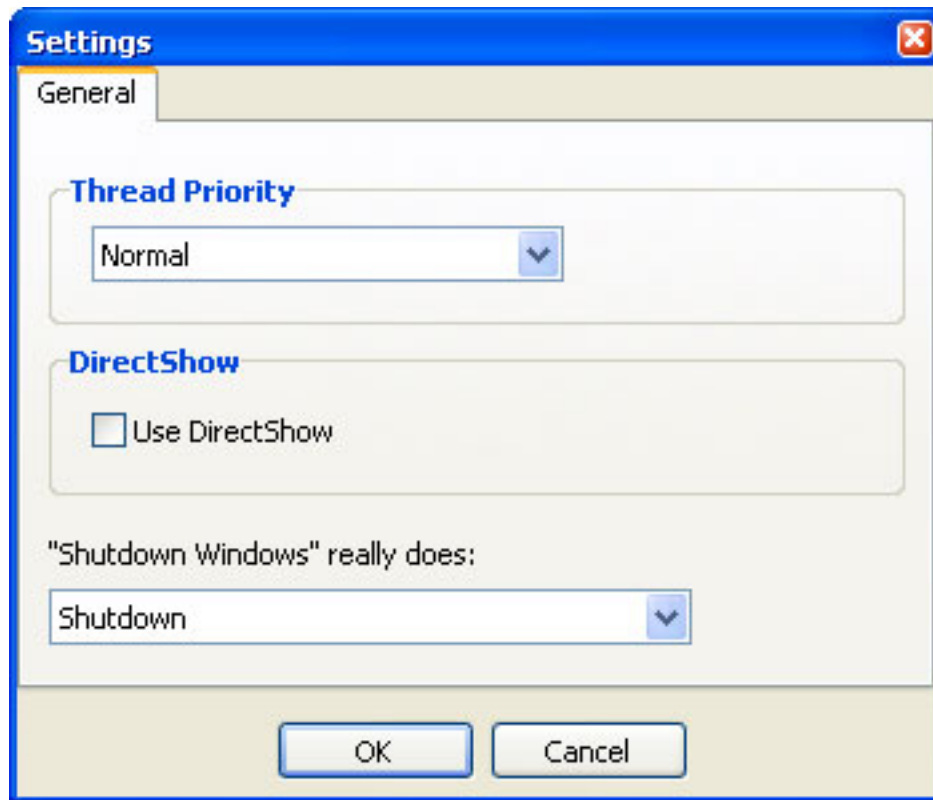 Settings
General
Thread Priority
Normal
DirectShow
Use DirectShow
"Shutdown Windows" really does:
Shutdown
OK
Cancel